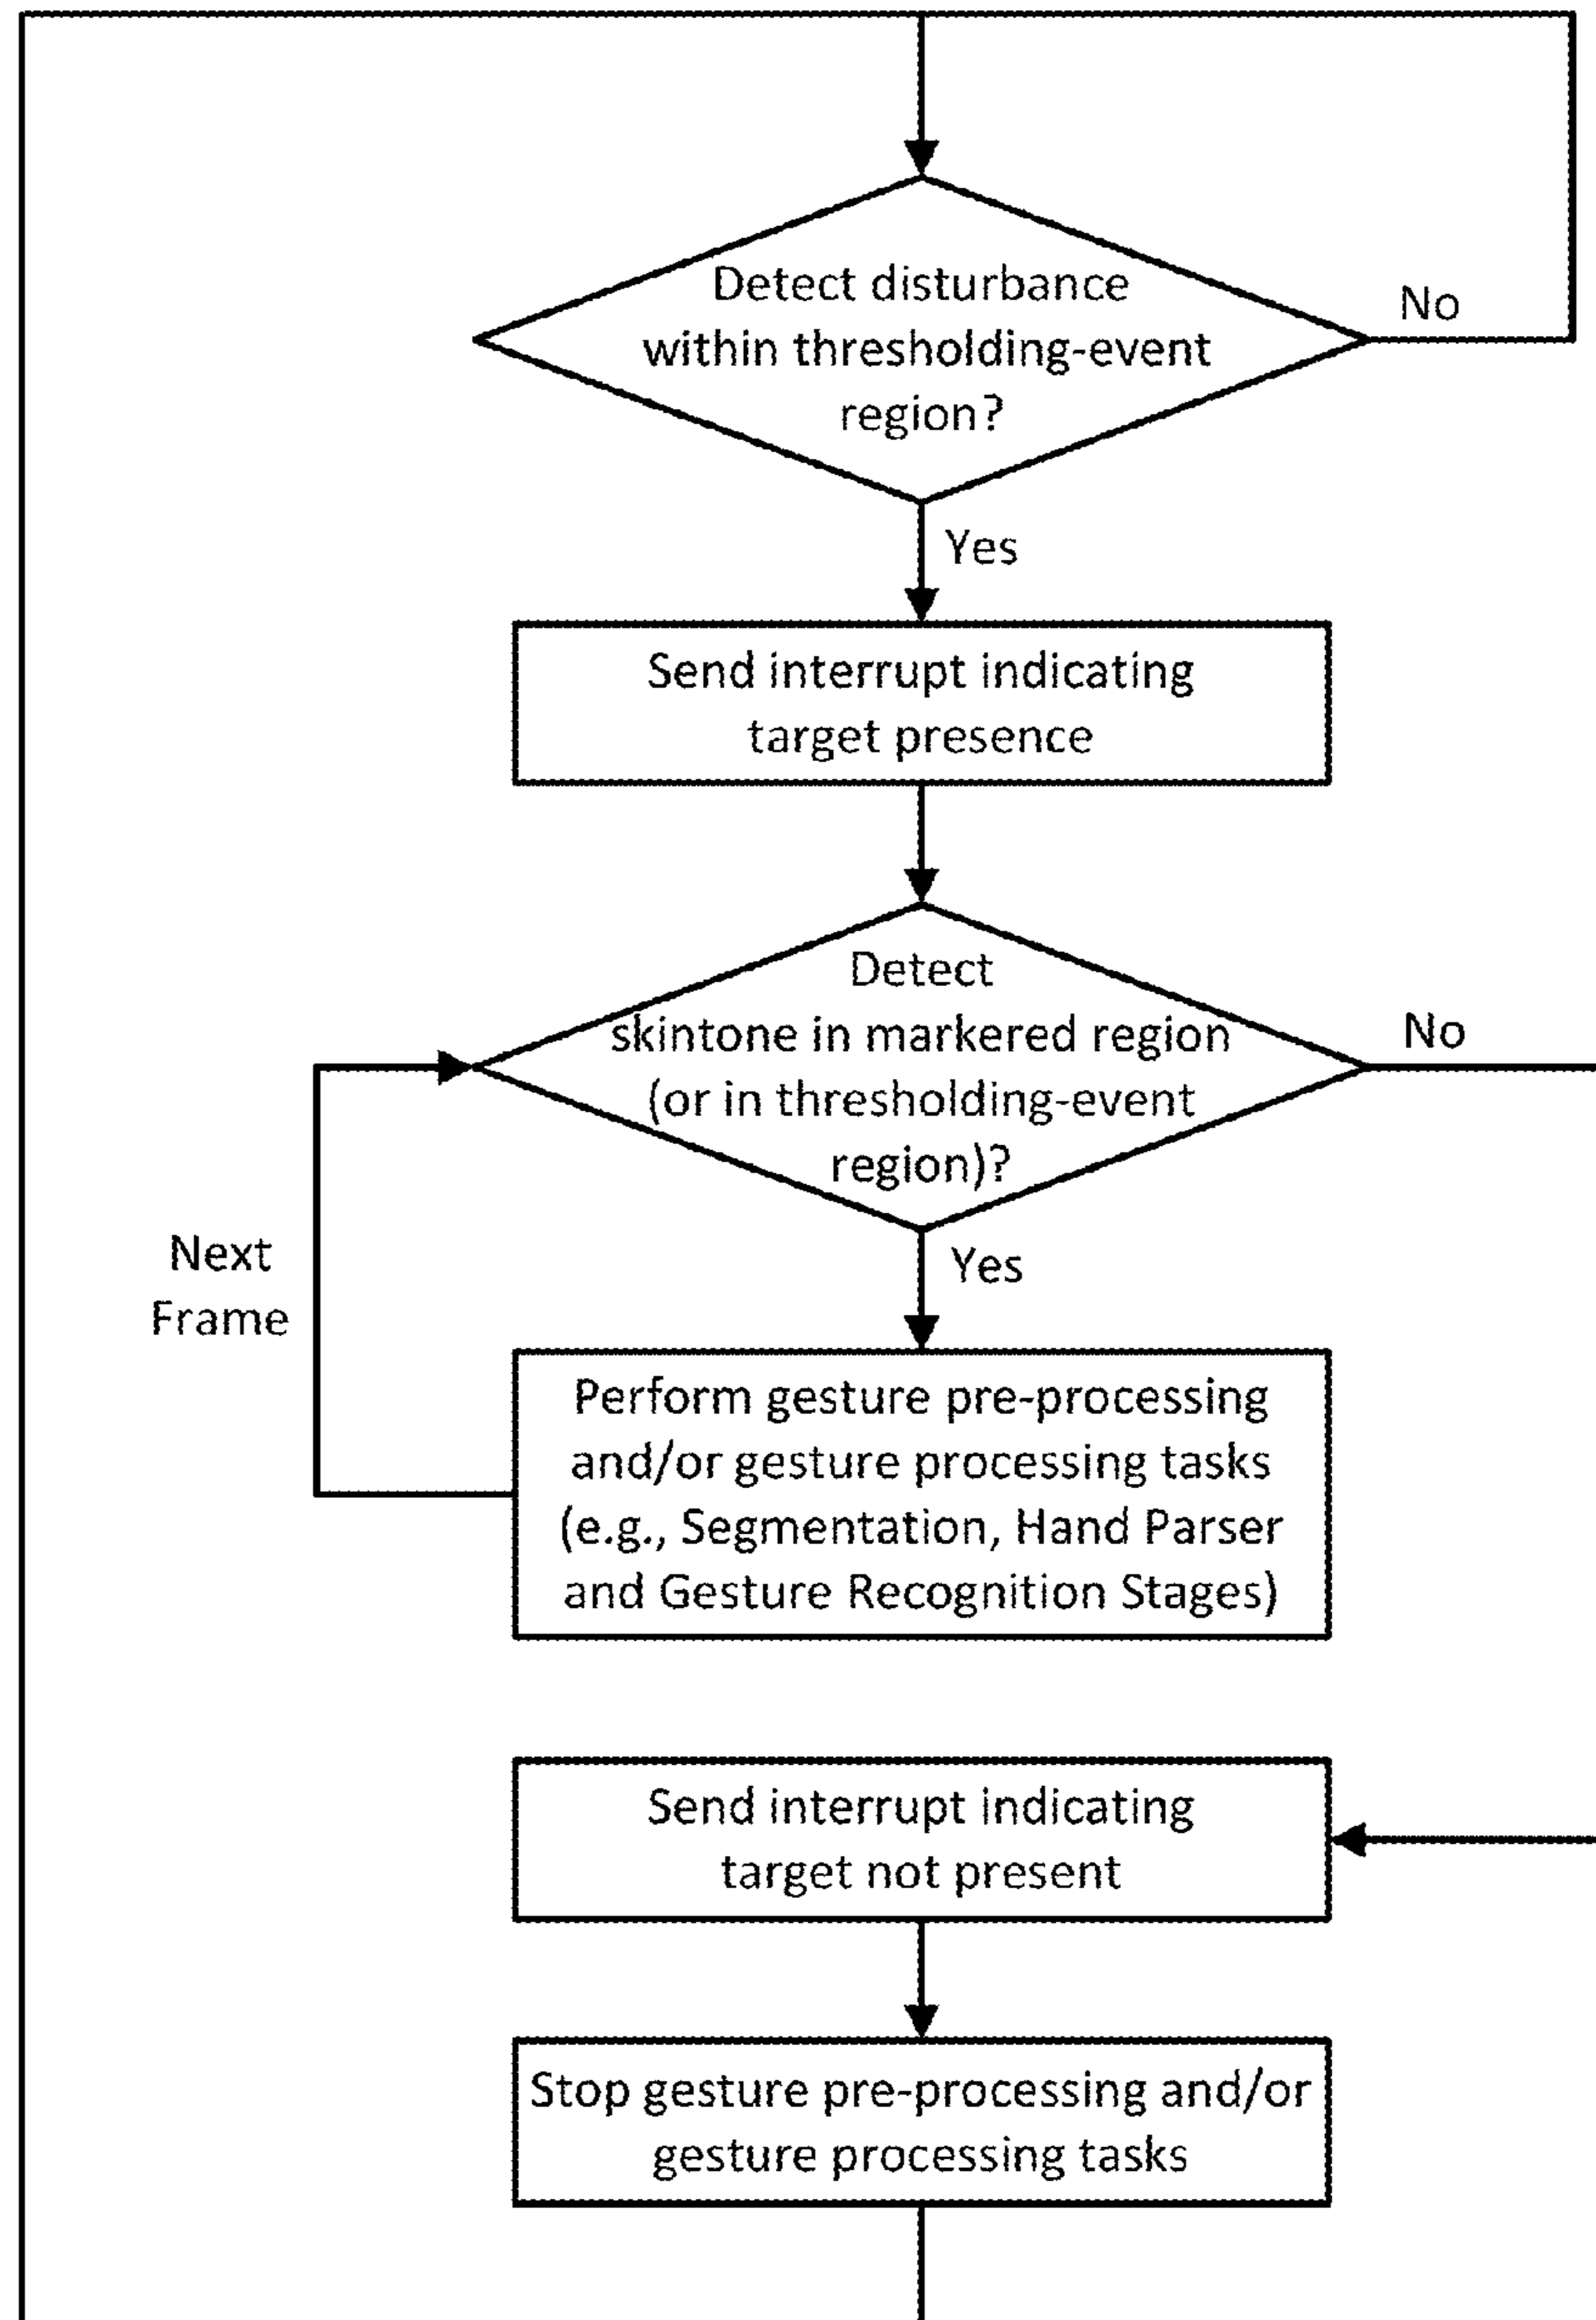 Detect disturbance
within thresholding-event
region?
No
Yes
Send interrupt indicating
target presence
Detect
skintone in markered region
(or in thresholding-event
region)?
No
Yes
Next
Frame
Perform gesture pre-processing
and/or gesture processing tasks
(e.g., Segmentation, Hand Parser
and Gesture Recognition Stages)
Send interrupt indicating
target not present
Stop gesture pre-processing and/or
gesture processing tasks